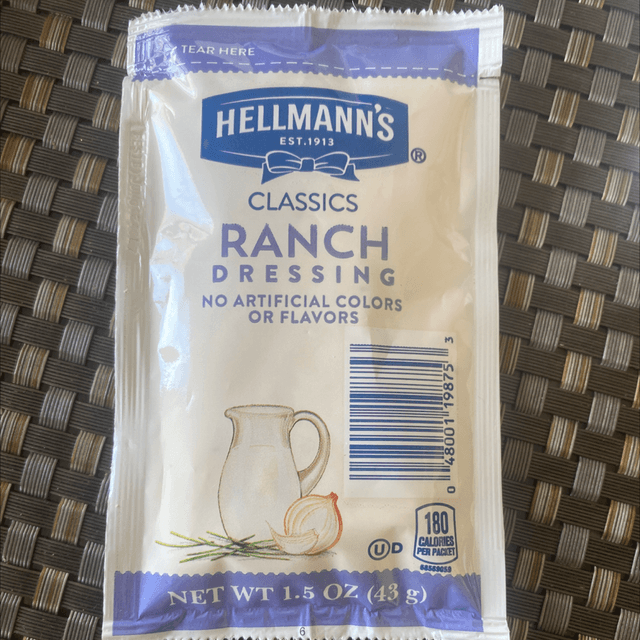 TEAR HERE
HELLMANN'S
EST. 1913
®
CLASSICS
RANCH
DRESSING
NO ARTIFICIAL COLORS
OR FLAVORS
0 48001 19875 3
180
CALORIES
PER PACKET
U D
NET WT 1.5 OZ (43 g)
6